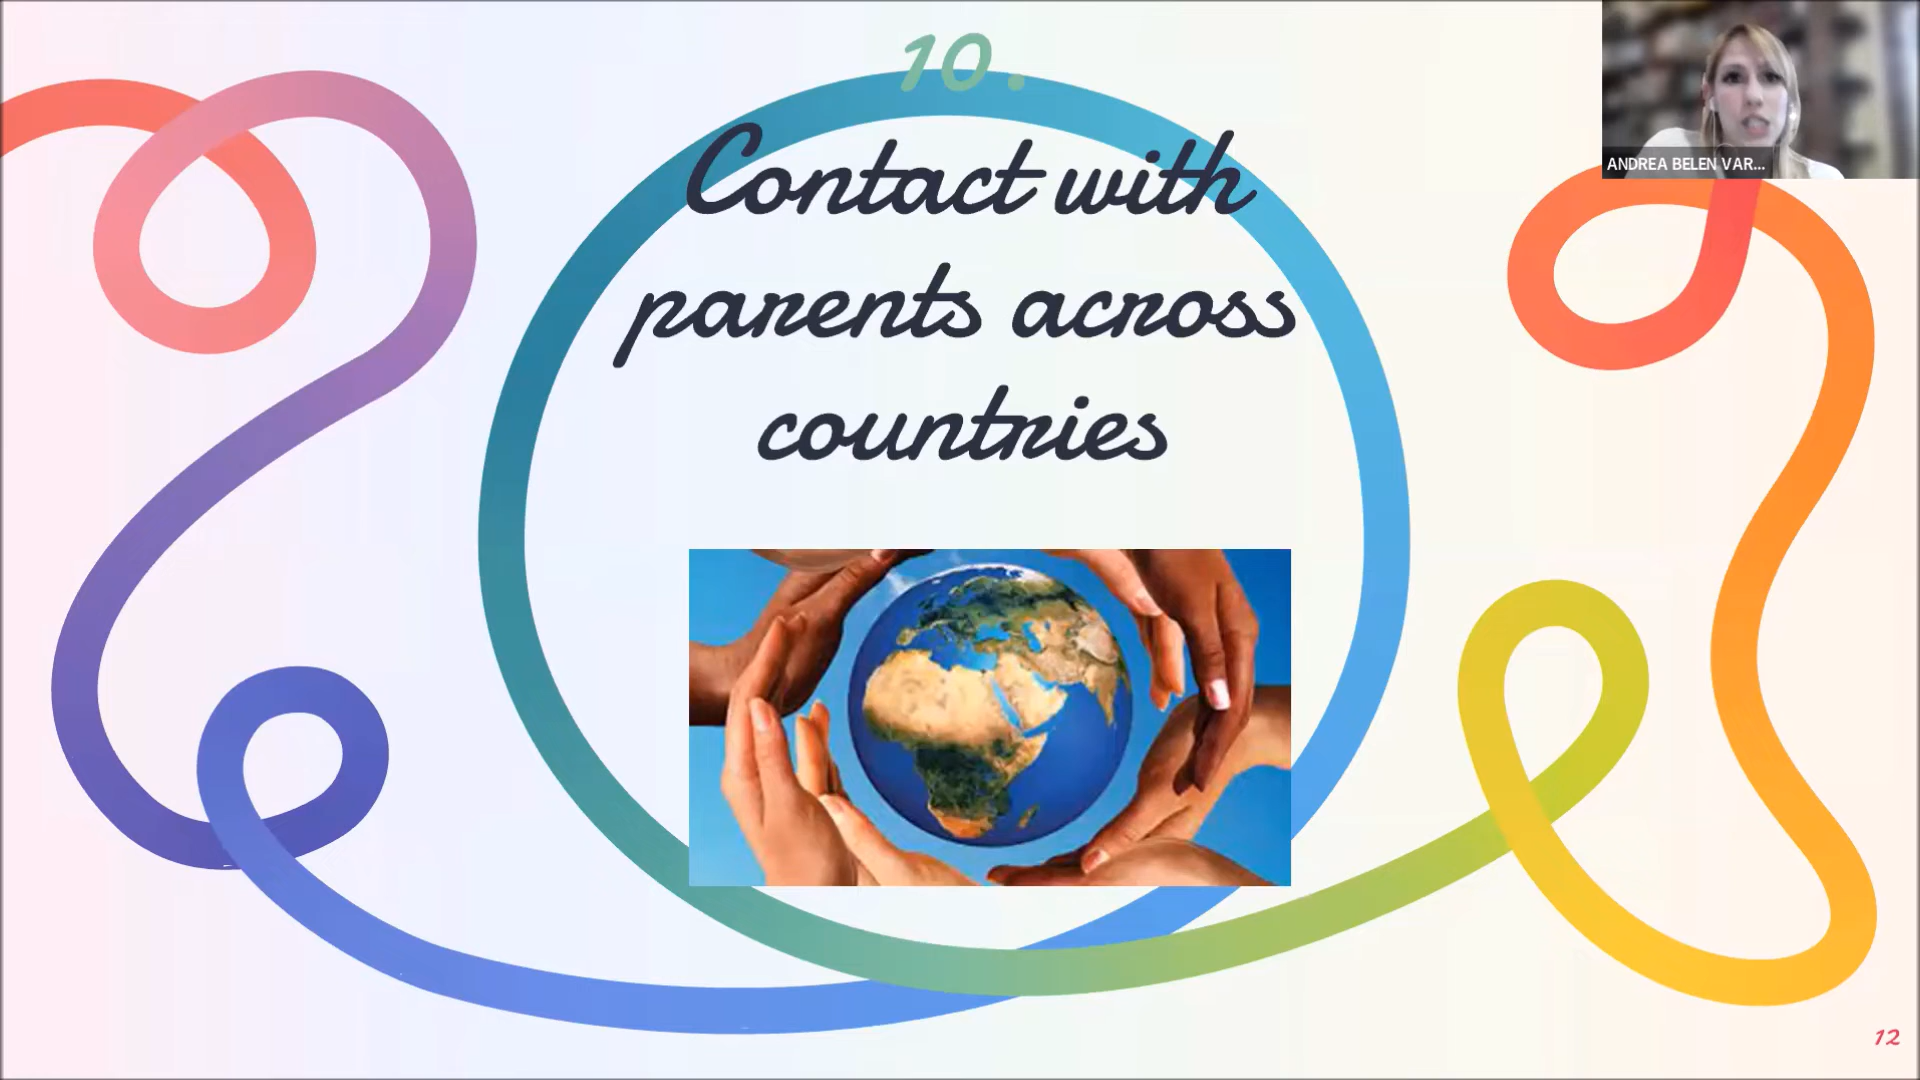 10.
Contact with
parents across
countries
ANDREA BELEN VAR...
12